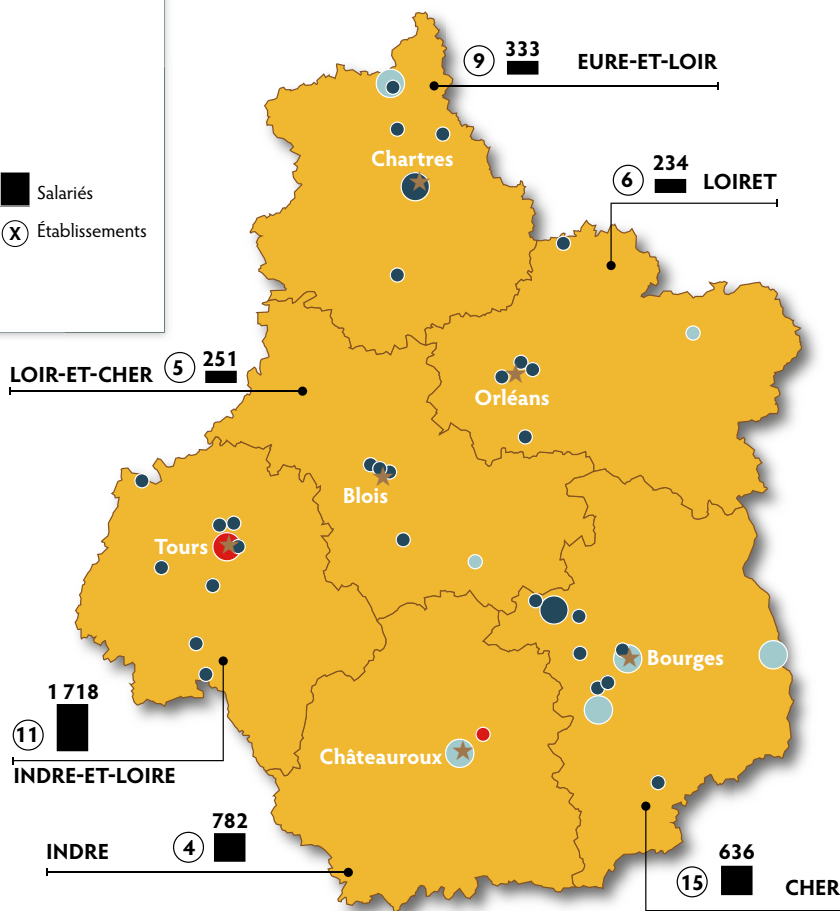 9 333 EURE-ET-LOIR
Chartres
6 234 LOIRET
Salariés
X Établissements
LOIR-ET-CHER 5 251
Orléans
Blois
Tours
Bourges
1 718
11
INDRE-ET-LOIRE
Châteauroux
INDRE 4 782
15 636 CHER